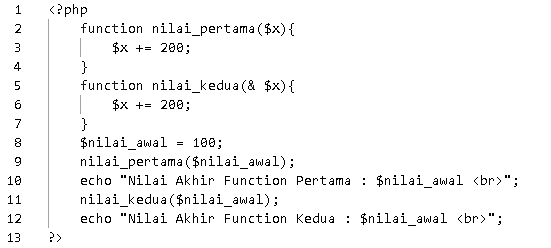 1 <?php
2 function nilai_pertama($x){
3 $x += 200;
4 }
5 function nilai_kedua(& $x){
6 $x += 200;
7 }
8 $nilai_awal = 100;
9 nilai_pertama($nilai_awal);
10 echo "Nilai Akhir Function Pertama : $nilai_awal <br>";
11 nilai_kedua($nilai_awal);
12 echo "Nilai Akhir Function Kedua : $nilai_awal <br>";
13 ?>